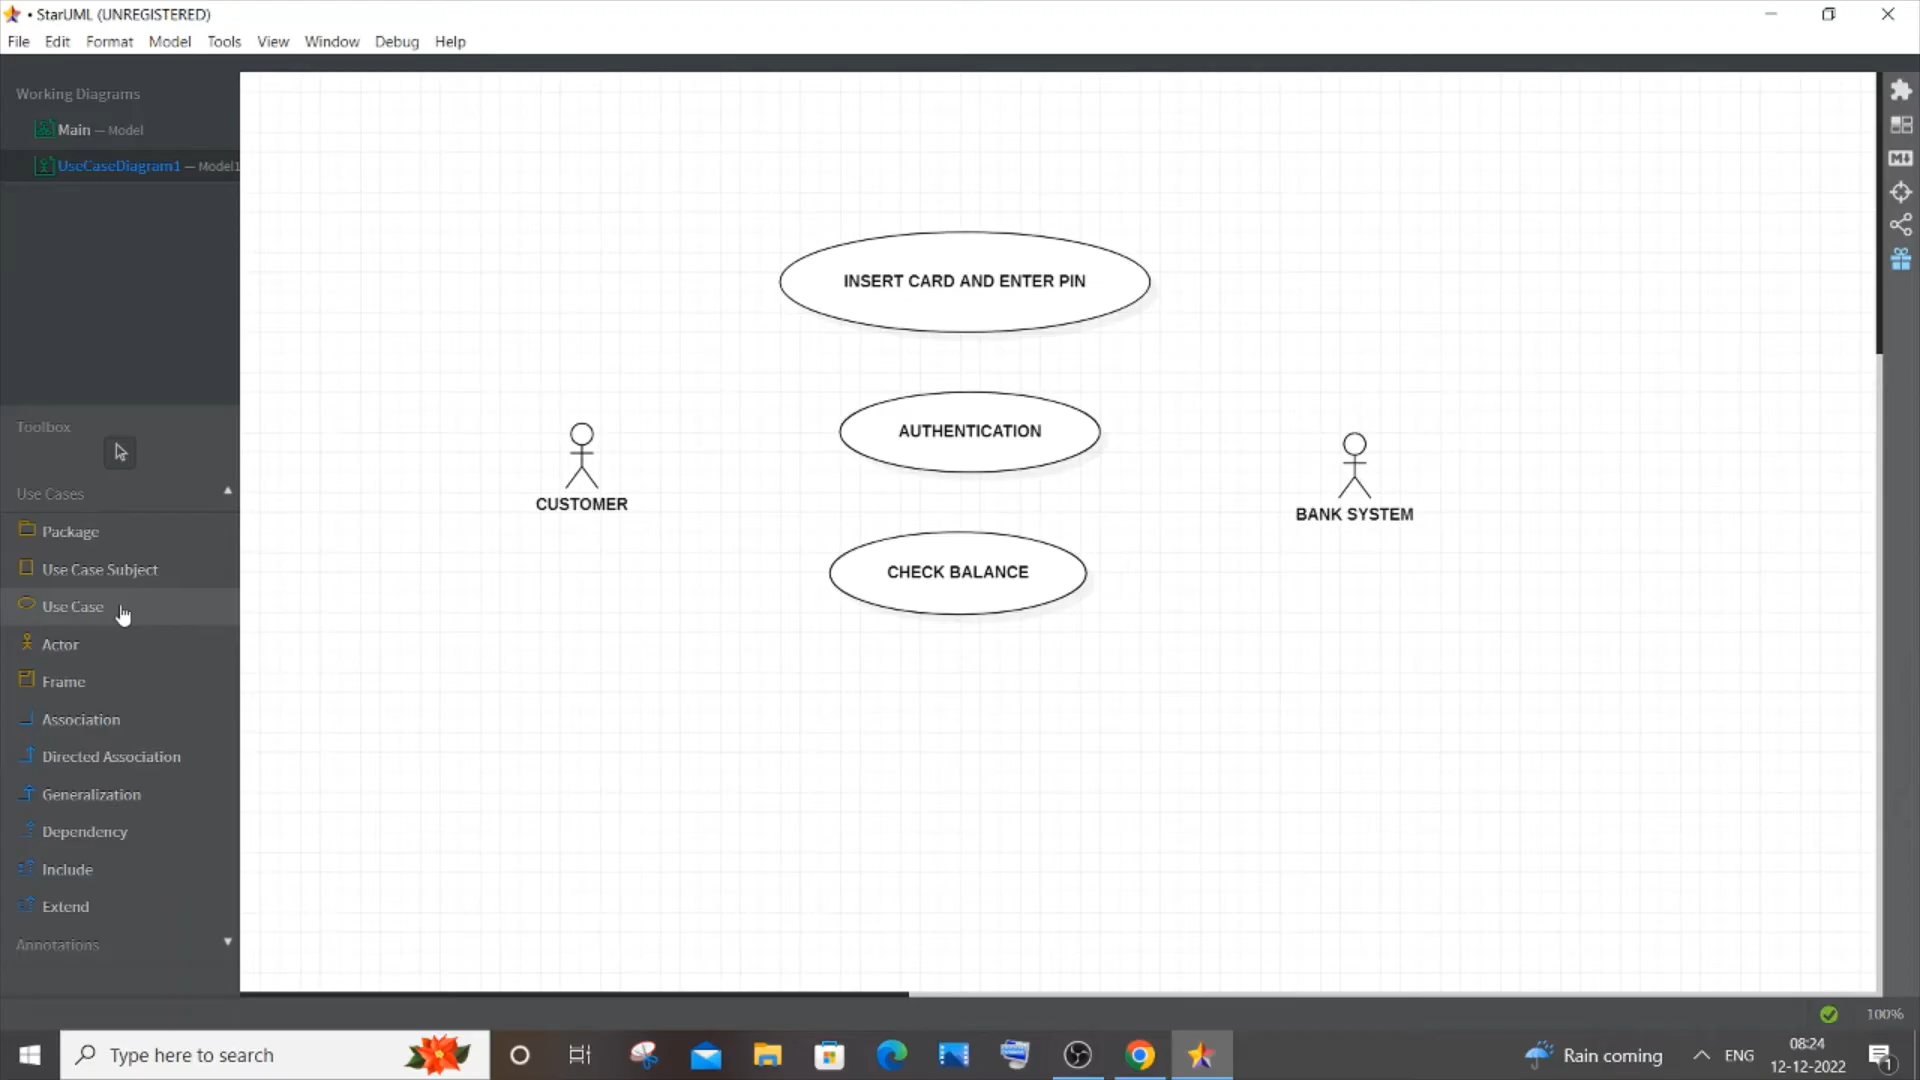 • StarUML (UNREGISTERED)
File Edit Format Model Tools View Window Debug Help
Working Diagrams
Main — Model
UseCaseDiagram1 — Model1
INSERT CARD AND ENTER PIN
AUTHENTICATION
CUSTOMER
BANK SYSTEM
CHECK BALANCE
Toolbox
Use Cases
Package
Use Case Subject
Use Case
Actor
Frame
Association
Directed Association
Generalization
Dependency
Include
Extend
Annotations
M
100%
Type here to search
Rain coming
ENG
08:24
12-12-2022
1